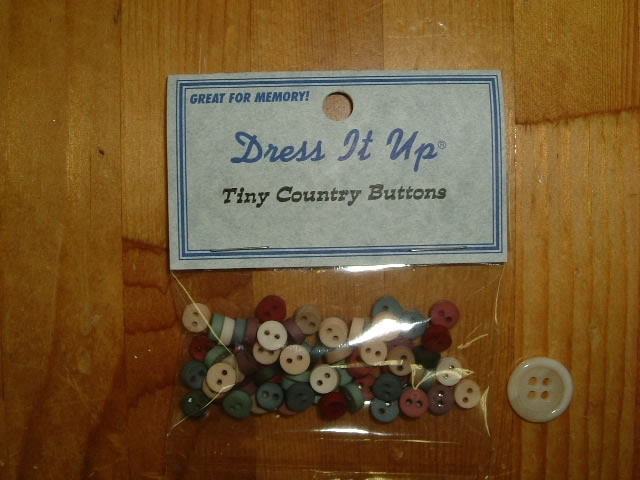 GREAT FOR MEMORY!
Dress It Up®
Tiny Country Buttons